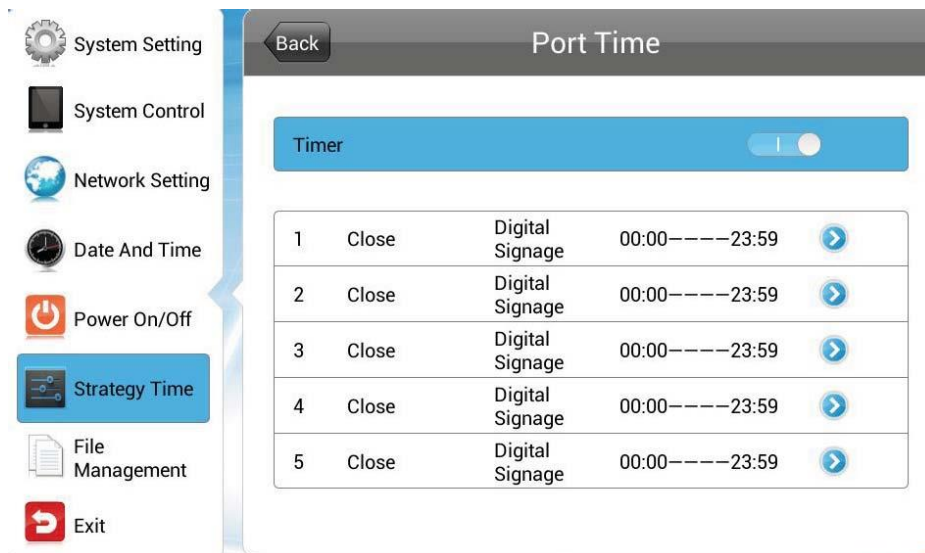 System Setting
System Control
Network Setting
Date And Time
Power On/Off
Strategy Time
File
Management
Exit
Back
Port Time
Timer
1 Close Digital Signage 00:00----23:59
2 Close Digital Signage 00:00----23:59
3 Close Digital Signage 00:00----23:59
4 Close Digital Signage 00:00----23:59
5 Close Digital Signage 00:00----23:59